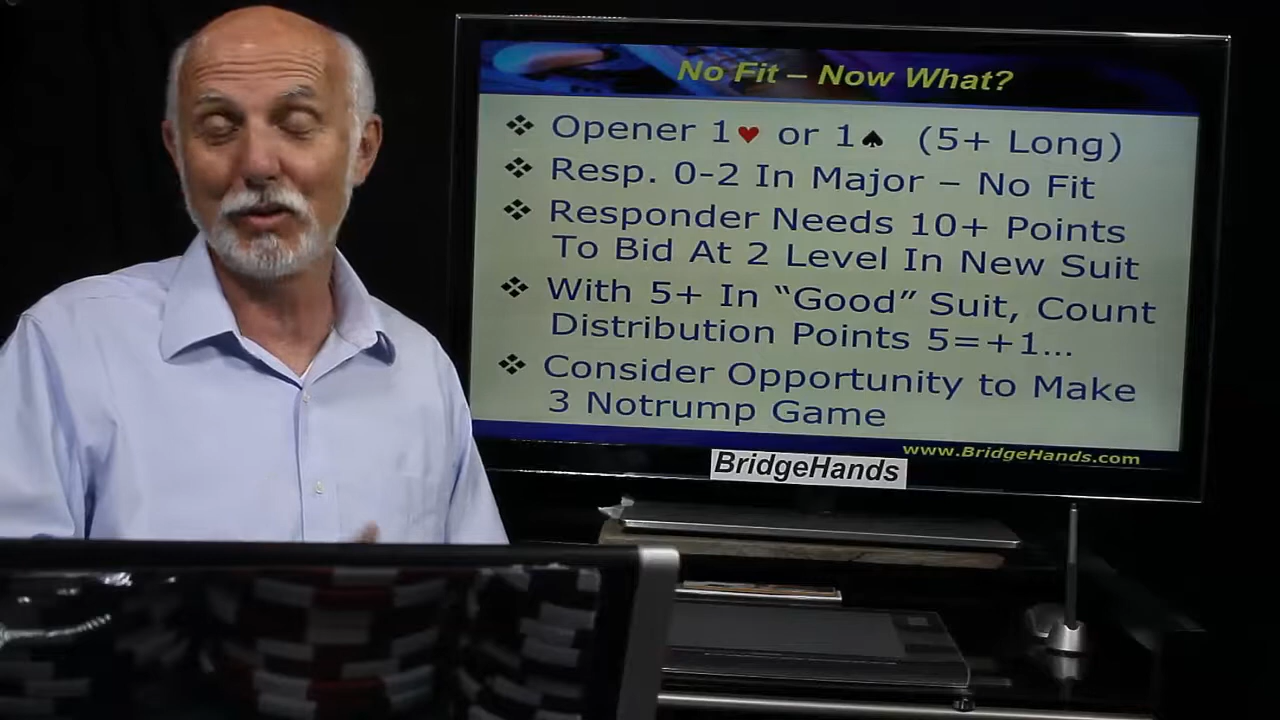 No Fit – Now What?
❖ Opener 1♥ or 1♠ (5+ Long)
❖ Resp. 0-2 In Major – No Fit
❖ Responder Needs 10+ Points
To Bid At 2 Level In New Suit
❖ With 5+ In “Good” Suit, Count
Distribution Points 5=+1...
❖ Consider Opportunity to Make
3 Notrump Game
www.BridgeHands.com
BridgeHands